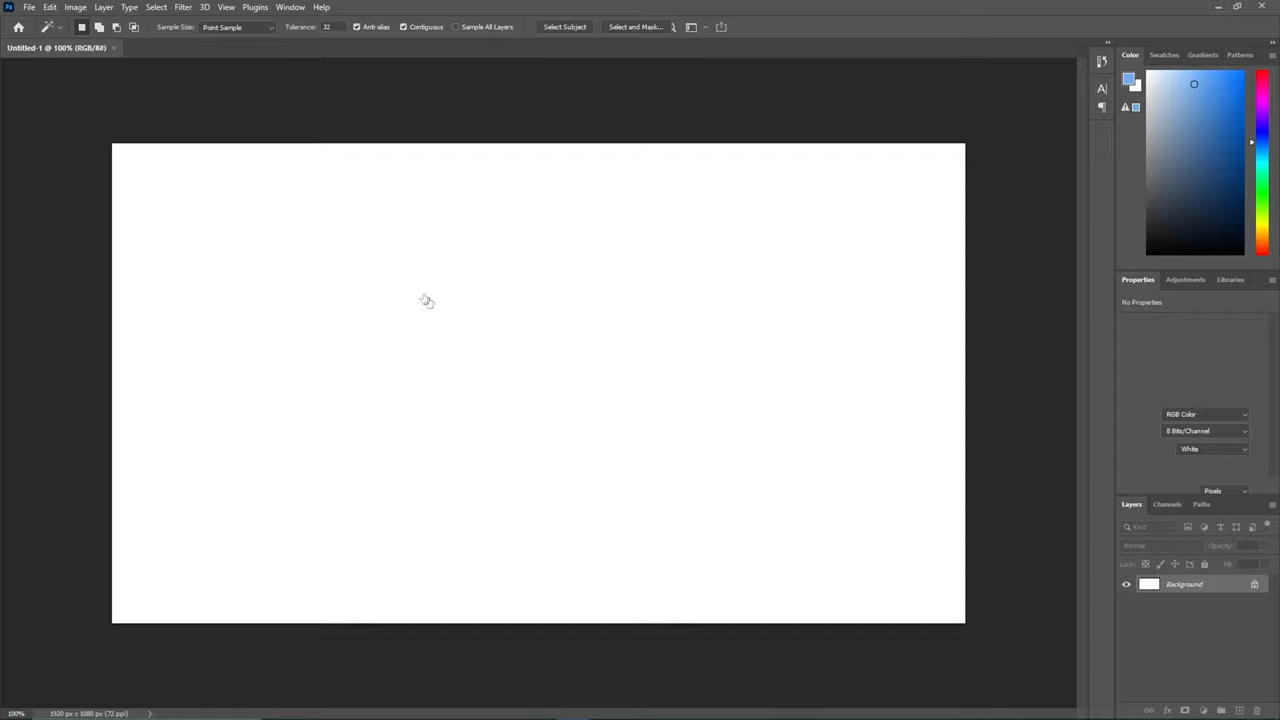 Ps File Edit Image Layer Type Select Filter 3D View Plugins Window Help
Sample Size: Point Sample Tolerance: 32 Anti-alias Contiguous Sample All Layers Select Subject Select and Mask...
Untitled-1 @ 100% (RGB/8#)
Color Swatches Gradients Patterns
Properties Adjustments Libraries
No Properties
RGB Color
8 Bits/Channel
White
Pixels
Layers Channels Paths
Kind
Normal Opacity:
Lock: Fill:
Background
100% 1920 px x 1080 px (72 ppi)